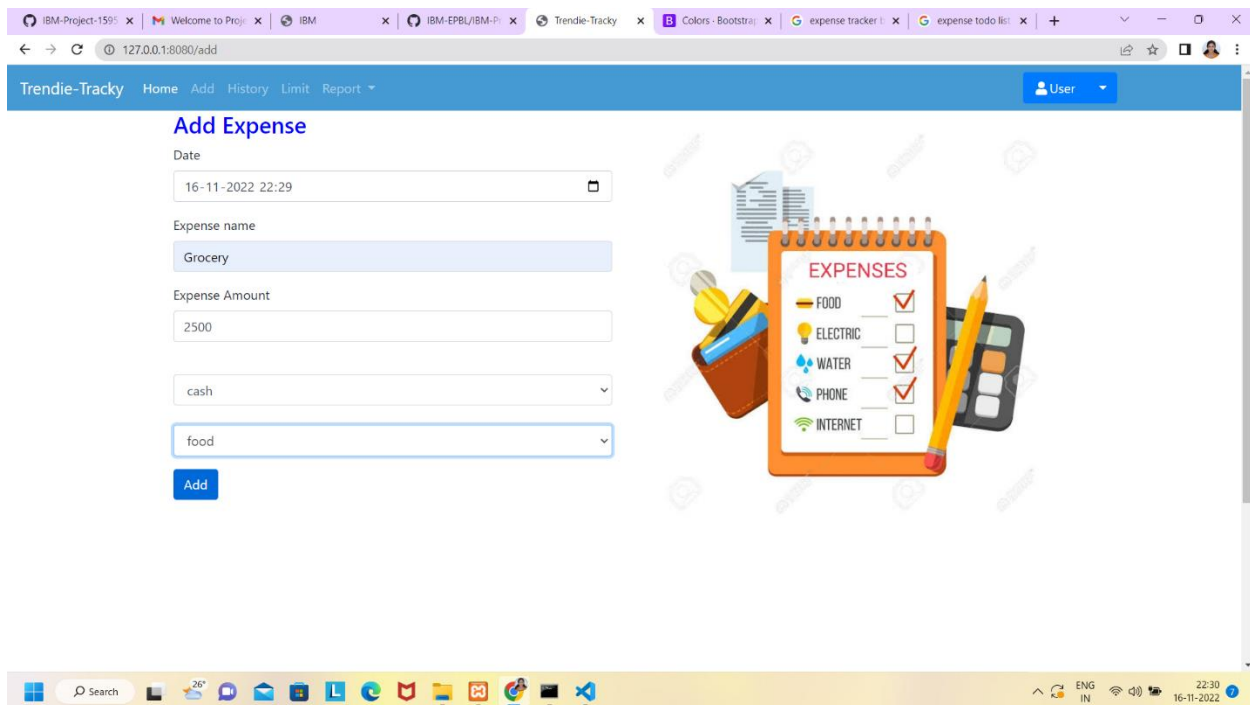 IBM-Project-1595
Welcome to Proje
IBM
IBM-EPBL/IBM-Pr
Trendie-Tracky
Colors · Bootstrap
expense tracker b
expense todo list
127.0.0.1:8080/add
Trendie-Tracky Home Add History Limit Report User
Add Expense
Date
16-11-2022 22:29
Expense name
Grocery
Expense Amount
2500
cash
food
Add
EXPENSES
FOOD
ELECTRIC
WATER
PHONE
INTERNET
Search
26°
ENG
IN
22:30
16-11-2022
7